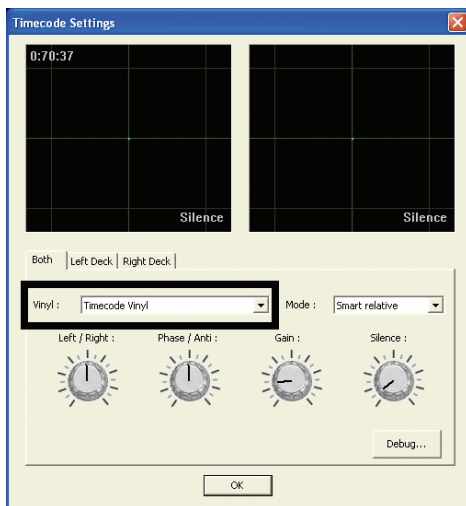 Timecode Settings
0:70:37
Silence
Silence
Both Left Deck Right Deck
Vinyl : Timecode Vinyl Mode : Smart relative
Left / Right : Phase / Anti : Gain : Silence :
Debug...
OK